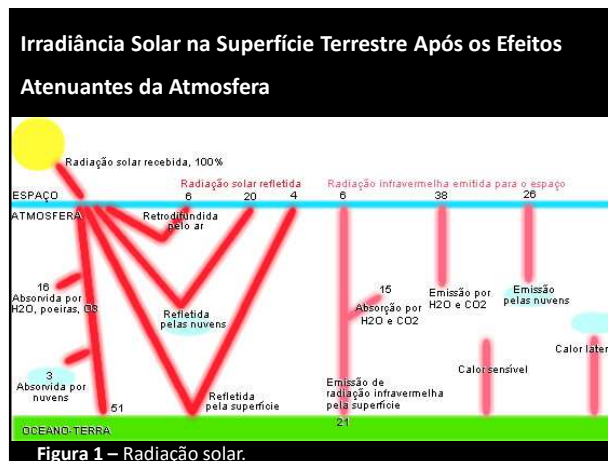 Irradiância Solar na Superfície Terrestre Após os Efeitos
Atenuantes da Atmosfera
Radiação solar recebida, 100%
Radiação solar refletida
Radiação infravermelha emitida para o espaço
ESPAÇO
6
20
4
6
38
26
ATMOSFERA
Retrodifundida
pelo ar
16
Absorvida por
H2O, poeiras, O3
Refletida
pelas nuvens
15
Absorção por
H2O e CO2
Emissão por
H2O e CO2
Emissão
pelas nuvens
3
Absorvida por
nuvens
Calor sensível
Calor laten
51
Refletida
pela superfície
Emissão de
radiação infravermelha
pela superfície
21
OCEANO-TERRA
Figura 1 – Radiação solar.